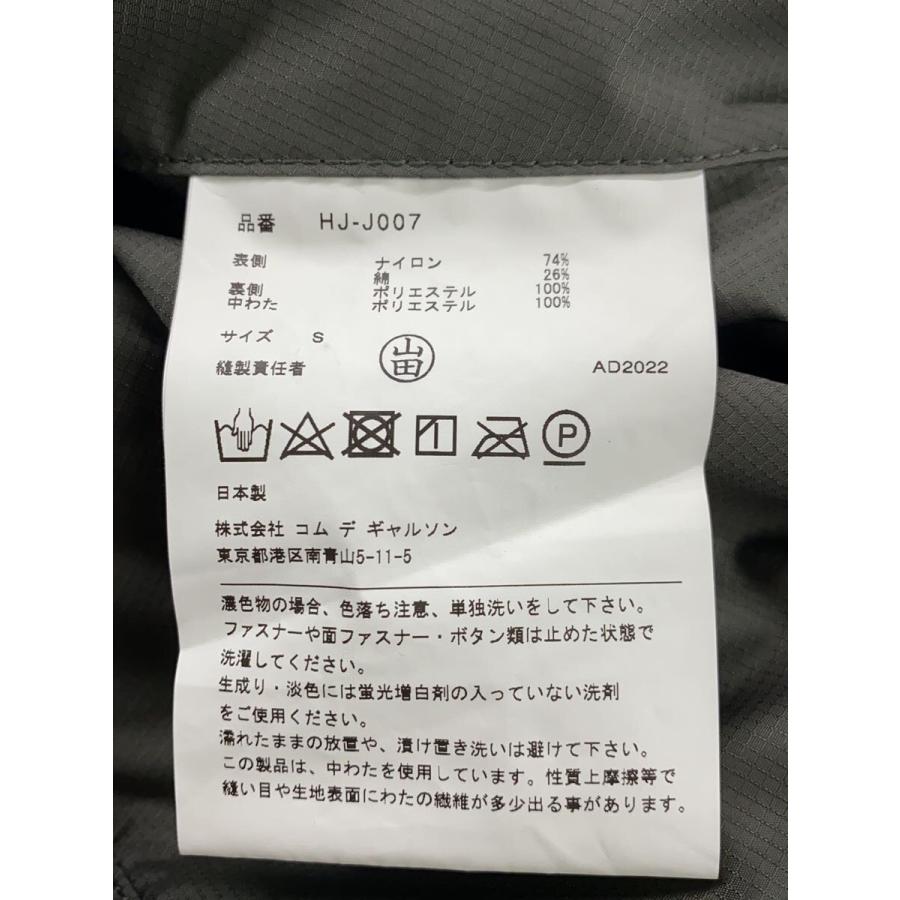 品番 HJ-J007
表側 ナイロン 74%
綿 26%
裏側 ポリエステル 100%
中わた ポリエステル 100%
サイズ S
縫製責任者 山田 AD2022
P
日本製
株式会社 コム デ ギャルソン
東京都港区南青山5-11-5
濃色物の場合、色落ち注意、単独洗いをして下さい。
ファスナーや面ファスナー・ボタン類は止めた状態で
洗濯してください。
生成り・淡色には蛍光増白剤の入っていない洗剤
をご使用ください。
濡れたままの放置や、漬け置き洗いは避けて下さい。
この製品は、中わたを使用しています。性質上摩擦等で
縫い目や生地表面にわたの繊維が多少出る事があります。